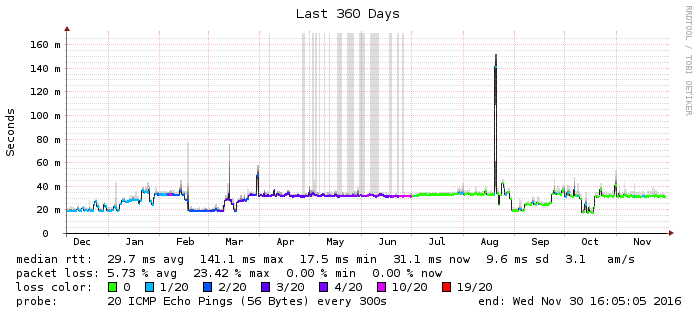 Last 360 Days
RRDTOOL / TOBI OETIKER
Seconds
160 m
140 m
120 m
100 m
80 m
60 m
40 m
20 m
0
Dec Jan Feb Mar Apr May Jun Jul Aug Sep Oct Nov
median rtt: 29.7 ms avg 141.1 ms max 17.5 ms min 31.1 ms now 9.6 ms sd 3.1 am/s
packet loss: 5.73 % avg 23.42 % max 0.00 % min 0.00 % now
loss color: 0 1/20 2/20 3/20 4/20 10/20 19/20
probe: 20 ICMP Echo Pings (56 Bytes) every 300s end: Wed Nov 30 16:05:05 2016